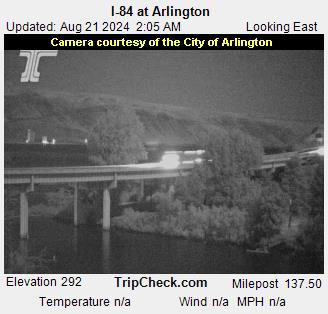 I-84 at Arlington
Updated: Aug 21 2024 2:05 AM Looking East
Camera courtesy of the City of Arlington
Elevation 292 TripCheck.com Milepost 137.50
Temperature n/a Wind n/a MPH n/a